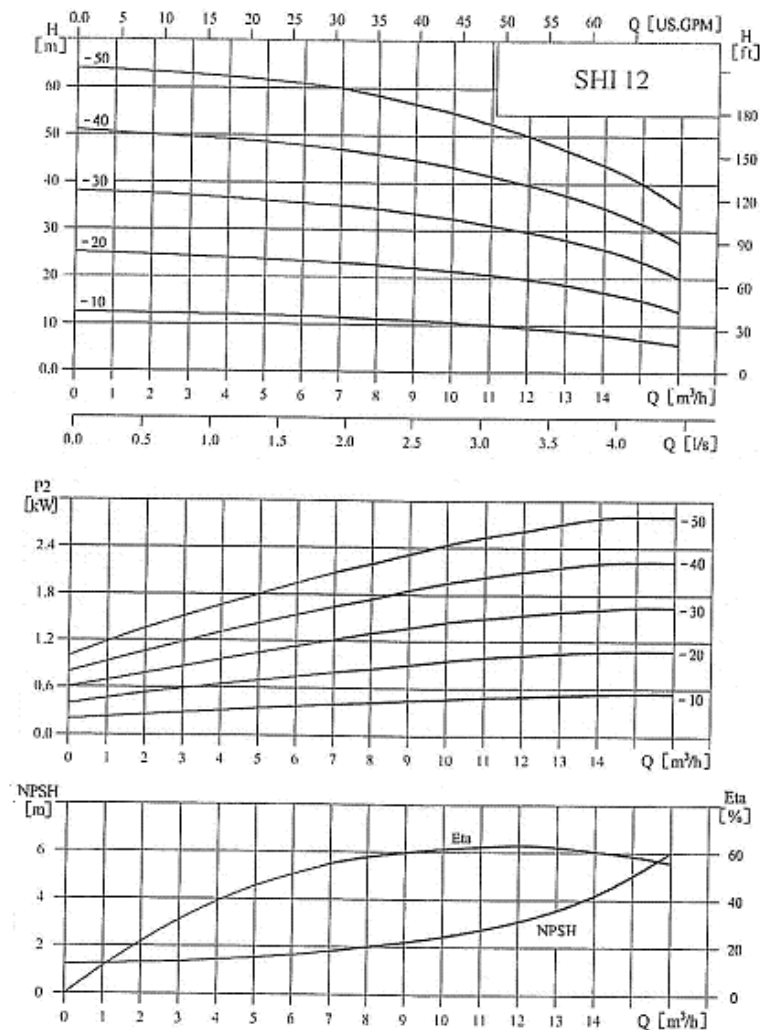 0.0 5 10 15 20 25 30 35 40 45 50 55 60 Q [US.GPM]
H [m]
H [ft]
SHI 12
60
50
40
30
20
10
0.0
-50
-40
-30
-20
-10
180
150
120
90
60
30
0
0 1 2 3 4 5 6 7 8 9 10 11 12 13 14 Q [m³/h]
0.0 0.5 1.0 1.5 2.0 2.5 3.0 3.5 4.0 Q [l/s]
P2
[kW]
2.4
1.8
1.2
0.6
0.0
-50
-40
-30
-20
-10
0 1 2 3 4 5 6 7 8 9 10 11 12 13 14 Q [m³/h]
NPSH
[m]
Eta
[%]
6
4
2
0
Eta
NPSH
60
40
20
0
0 1 2 3 4 5 6 7 8 9 10 11 12 13 14 Q [m³/h]